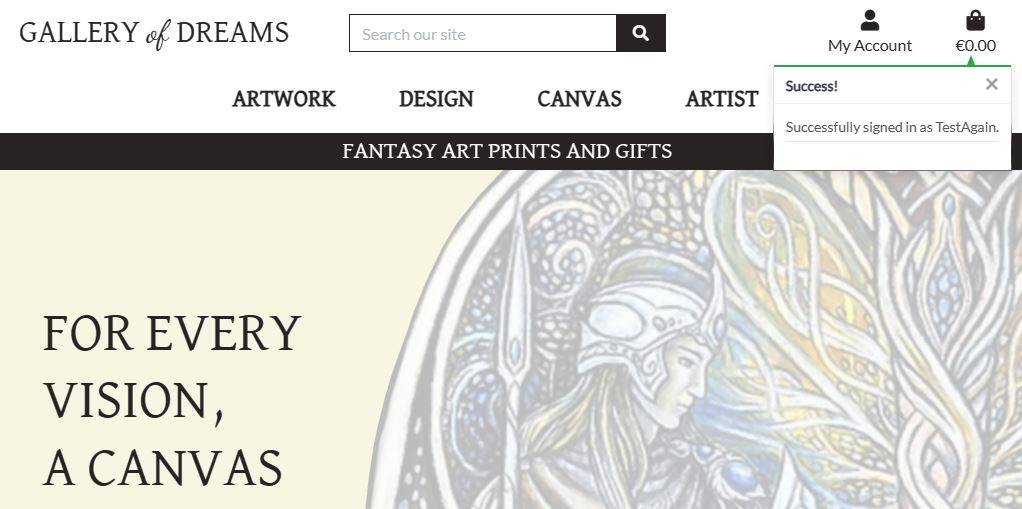 GALLERY of DREAMS
Search our site
My Account
€0.00
ARTWORK DESIGN CANVAS ARTIST
Success! ×
Successfully signed in as TestAgain.
FANTASY ART PRINTS AND GIFTS
FOR EVERY
VISION,
A CANVAS